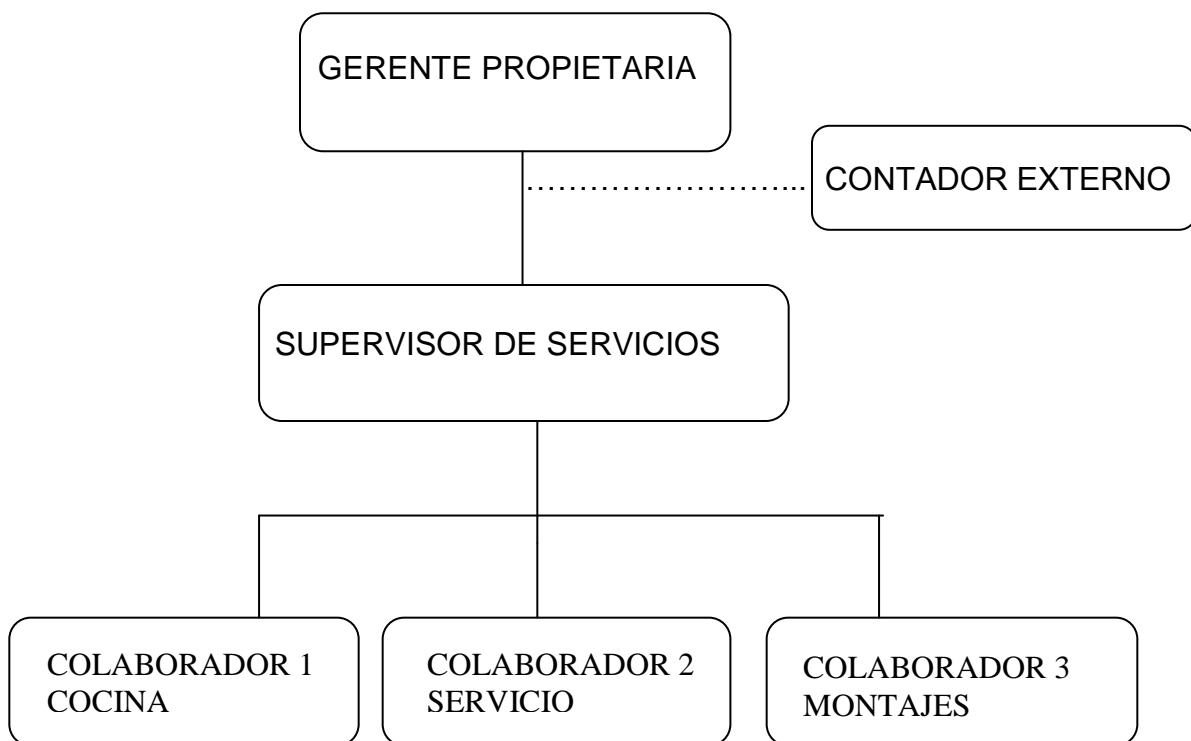 GERENTE PROPIETARIA
CONTADOR EXTERNO
SUPERVISOR DE SERVICIOS
COLABORADOR 1
COCINA
COLABORADOR 2
SERVICIO
COLABORADOR 3
MONTAJES